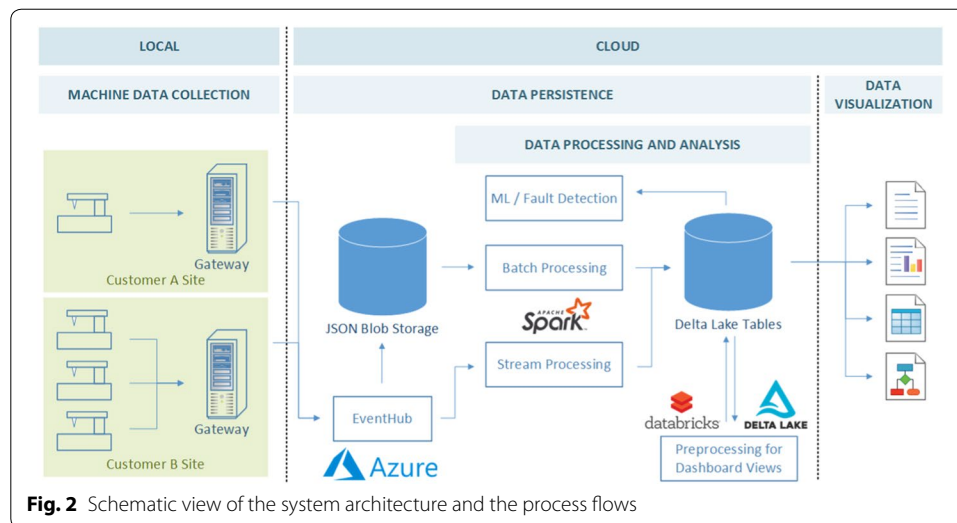 LOCAL
CLOUD
MACHINE DATA COLLECTION
DATA PERSISTENCE
DATA
VISUALIZATION
DATA PROCESSING AND ANALYSIS
Gateway
Customer A Site
Gateway
Customer B Site
JSON Blob Storage
EventHub
Azure
ML / Fault Detection
Batch Processing
APACHE
Spark
TM
Stream Processing
Delta Lake Tables
databricks
DELTA LAKE
Preprocessing for
Dashboard Views
Fig. 2 Schematic view of the system architecture and the process flows